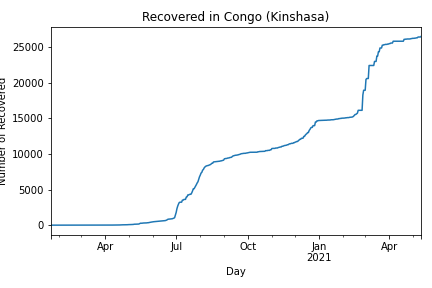 Recovered in Congo (Kinshasa)
Number of Recovered
25000
20000
15000
10000
5000
0
Apr
Jul
Oct
Jan
2021
Apr
Day